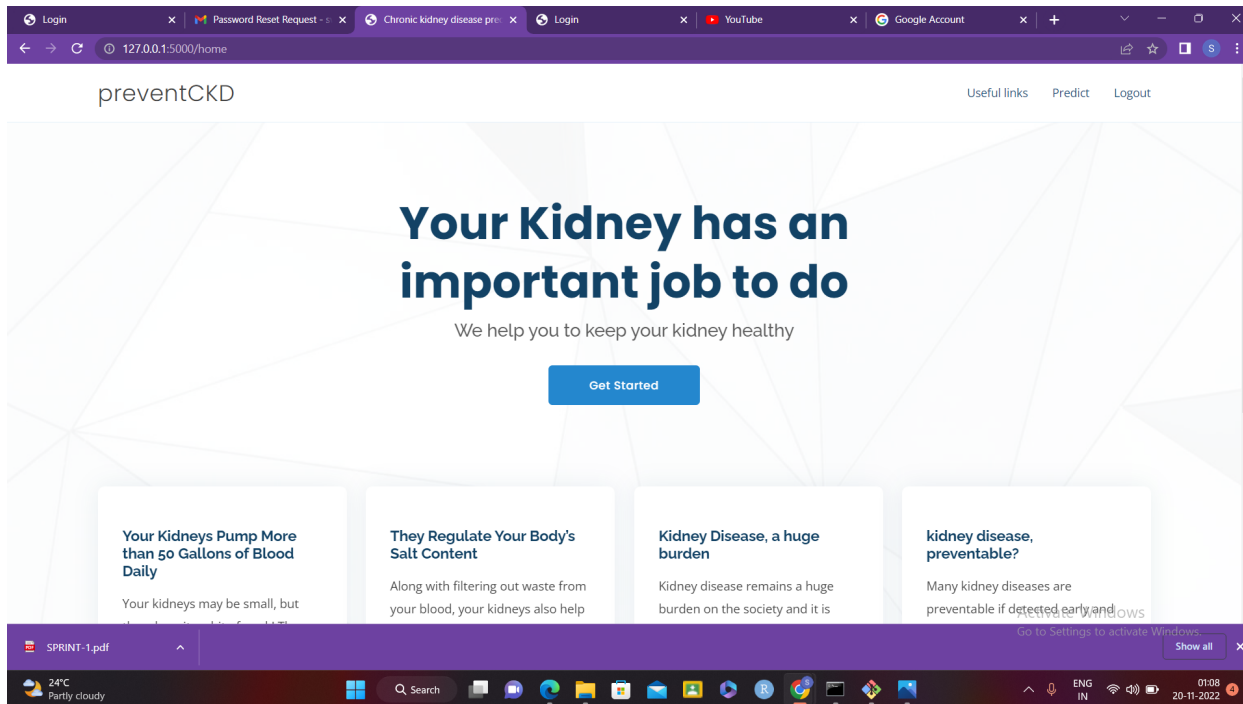 Login
Password Reset Request - s
Chronic kidney disease pre
Login
YouTube
Google Account
127.0.0.1:5000/home
S
preventCKD
Useful links Predict Logout
Your Kidney has an
important job to do
We help you to keep your kidney healthy
Get Started
Your Kidneys Pump More
than 50 Gallons of Blood
Daily
Your kidneys may be small, but
They Regulate Your Body's
Salt Content
Along with filtering out waste from
your blood, your kidneys also help
Kidney Disease, a huge
burden
Kidney disease remains a huge
burden on the society and it is
kidney disease,
preventable?
Many kidney diseases are
preventable if detected early and
Activate Windows
Go to Settings to activate Windows.
SPRINT-1.pdf
Show all
24°C
Partly cloudy
Search
ENG
IN
01:08
20-11-2022
4